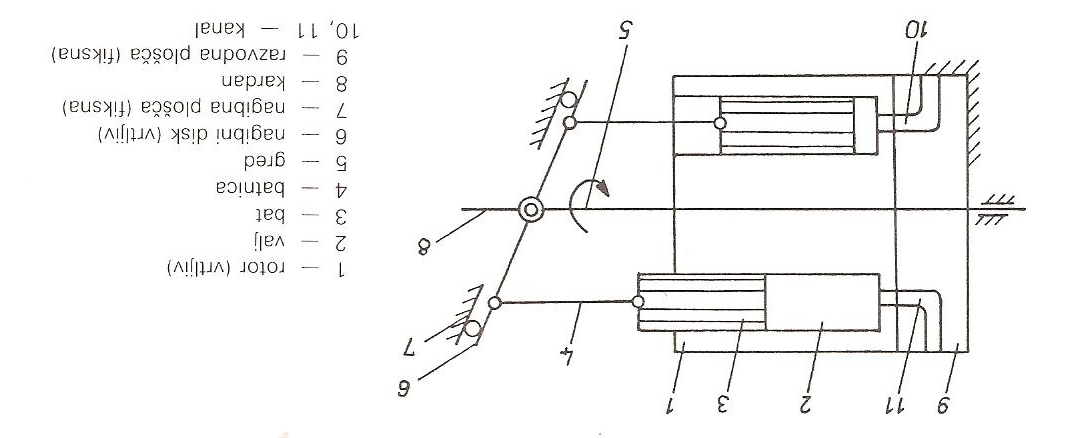 1 — rotor (vrtljiv)
2 — valj
3 — bat
4 — batnica
5 — gred
6 — nagibni disk (vrtljiv)
7 — nagibna plošča (fiksna)
8 — kardan
9 — razvodna plošča (fiksna)
10, 11 — kanal
9 11 2 3 1
4
6
7
8
10
5